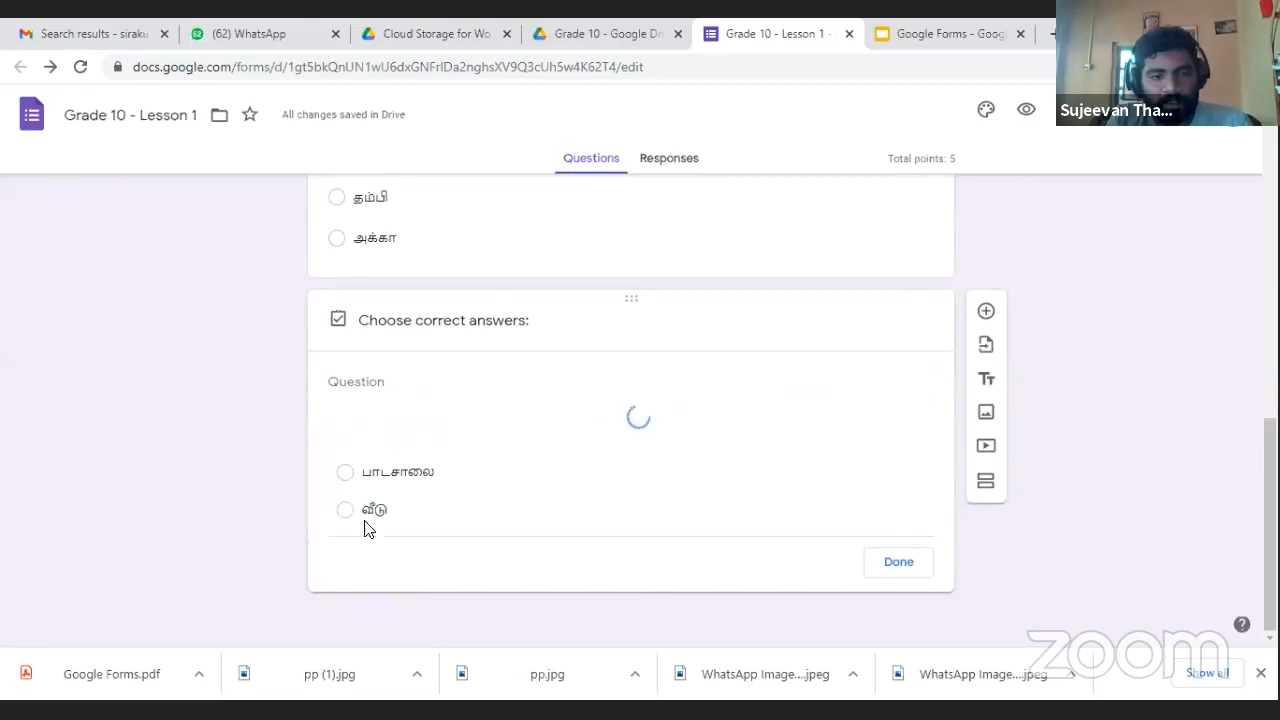 Search results - siraku
(62) WhatsApp
Cloud Storage for Wo
Grade 10 - Google Dr
Grade 10 - Lesson 1 -
Google Forms - Goog
docs.google.com/forms/d/1gt5bkQnUN1wU6dxGNFrIDa2nghsXV9Q3cUh5w4K62T4/edit
Sujeevan Tha...
Grade 10 - Lesson 1
All changes saved in Drive
Questions
Responses
Total points: 5
தம்பி
அக்கா
Choose correct answers:
Question
பாடசாலை
வீடு
Done
zoom
Google Forms.pdf
pp (1).jpg
pp.jpg
WhatsApp Image....jpeg
WhatsApp Image....jpeg
Show all